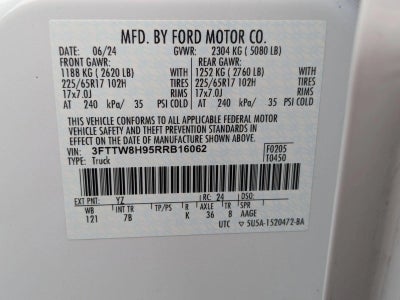 MFD. BY FORD MOTOR CO.
DATE: 06/24 GVWR: 2304 KG ( 5080 LB)
FRONT GAWR: REAR GAWR:
1188 KG ( 2620 LB) 1252 KG ( 2760 LB)
225/65R17 102H TIRES 225/65R17 102H TIRES
17x7.0J RIMS 17x7.0J RIMS
AT 240 kPa/ 35 PSI COLD AT 240 kPa/ 35 PSI COLD
THIS VEHICLE CONFORMS TO ALL APPLICABLE FEDERAL MOTOR
VEHICLE SAFETY AND THEFT PREVENTION STANDARDS IN
EFFECT ON THE DATE OF MANUFACTURE SHOWN ABOVE.
VIN: 3FTTW8H95RRB16062 F0205
TYPE: Truck T0450
EXT PNT: YZ RC: 24 DSO:
WB INT TR TP/PS R AXLE TR SPR
121 7B K 36 8 AAGE
UTC 5U5A-1520472-BA